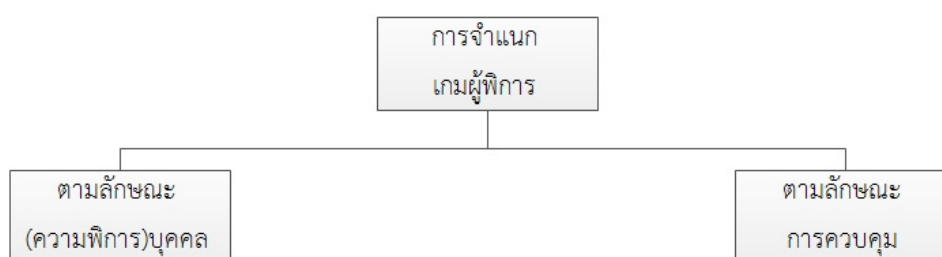 การจำแนก
เกมผู้พิการ
ตามลักษณะ
(ความพิการ)บุคคล
ตามลักษณะ
การควบคุม